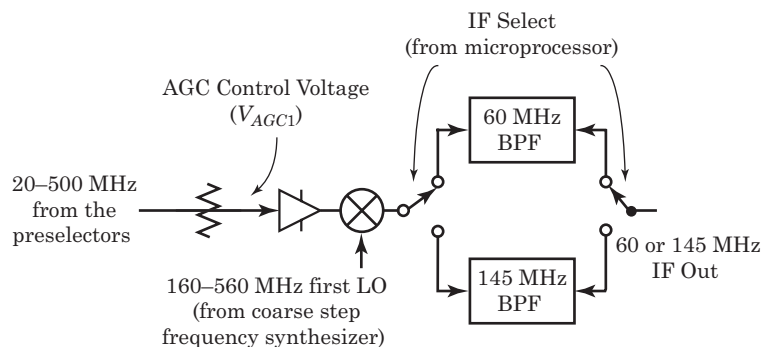 IF Select
(from microprocessor)
AGC Control Voltage
(V_AGC1)
60 MHz
BPF
20–500 MHz
from the
preselectors
160–560 MHz first LO
(from coarse step
frequency synthesizer)
145 MHz
BPF
60 or 145 MHz
IF Out